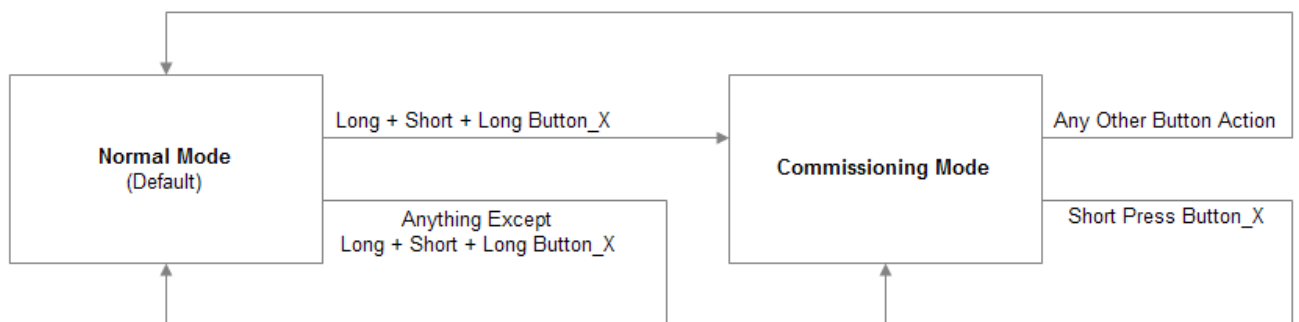 Normal Mode
(Default)
Long + Short + Long Button_X
Anything Except
Long + Short + Long Button_X
Commissioning Mode
Any Other Button Action
Short Press Button_X